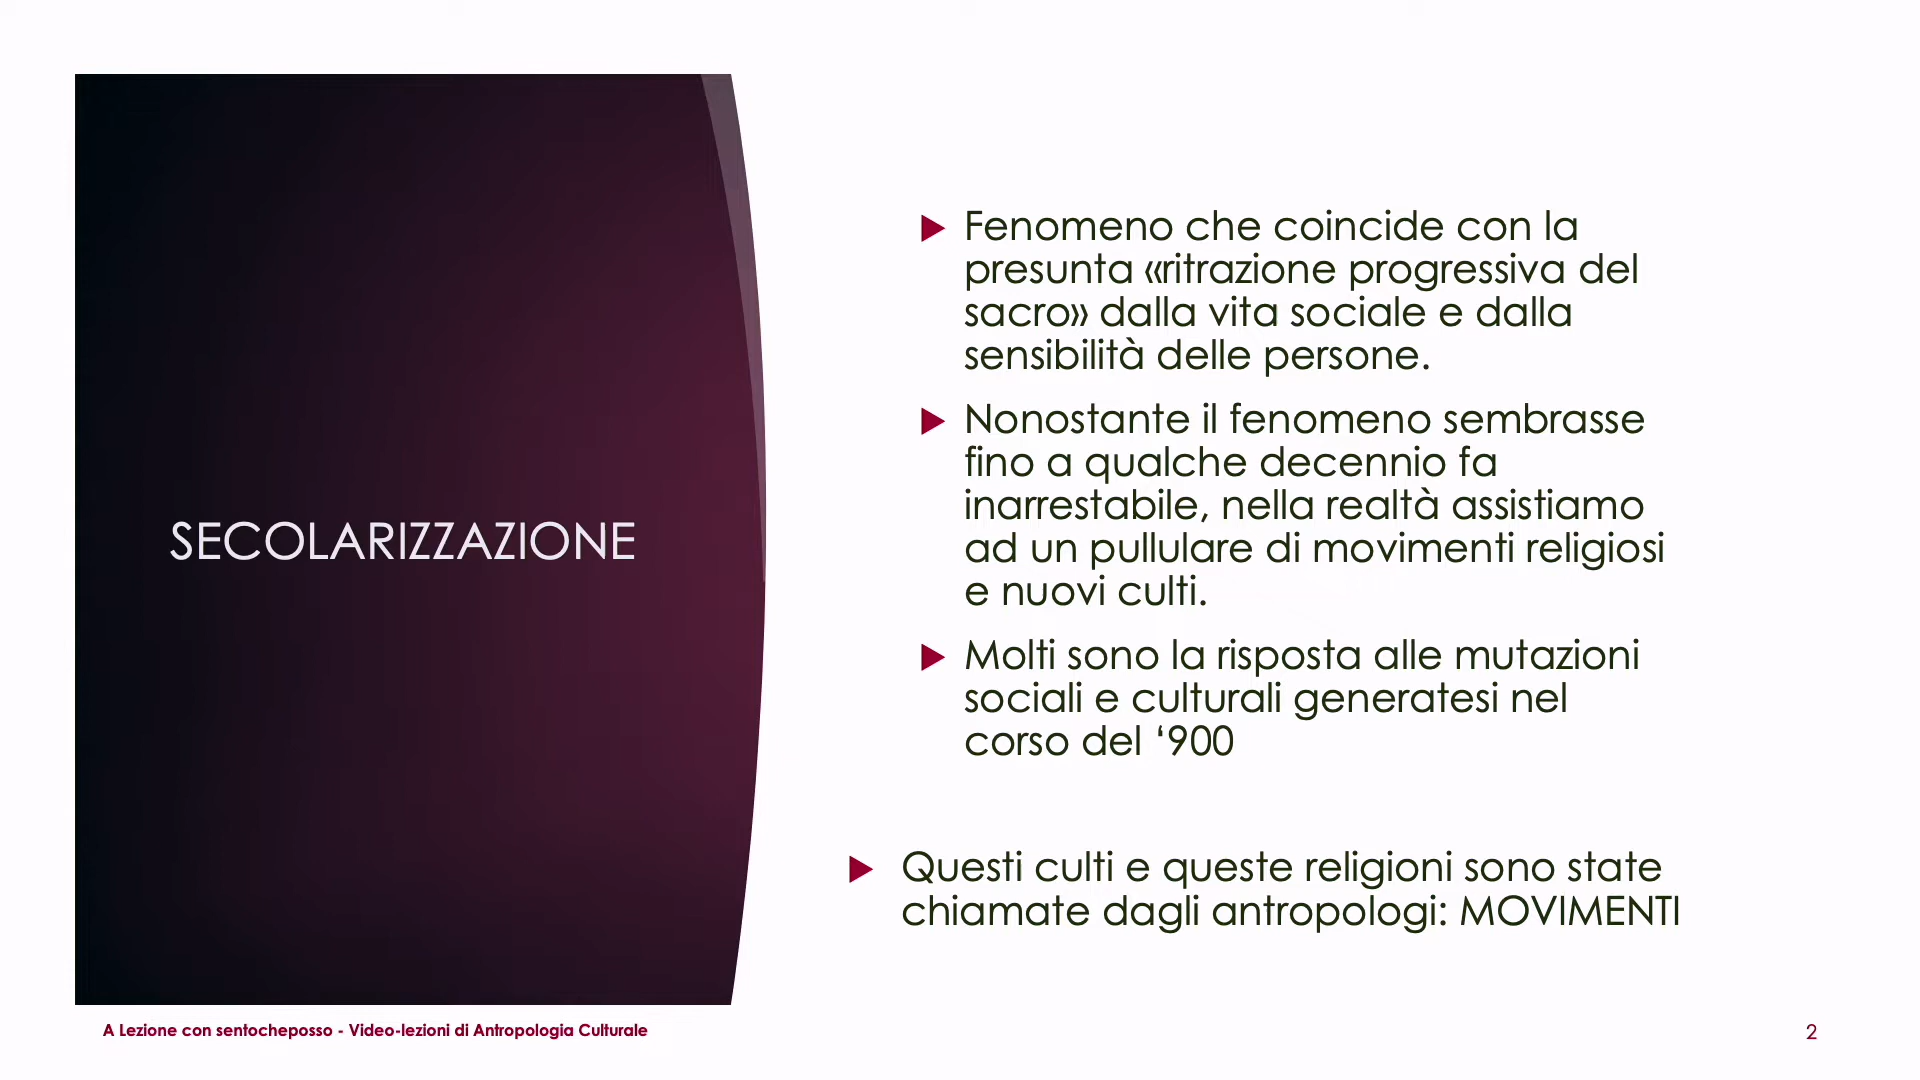 SECOLARIZZAZIONE
Fenomeno che coincide con la
presunta «ritrazione progressiva del
sacro» dalla vita sociale e dalla
sensibilità delle persone.
Nonostante il fenomeno sembrasse
fino a qualche decennio fa
inarrestabile, nella realtà assistiamo
ad un pullulare di movimenti religiosi
e nuovi culti.
Molti sono la risposta alle mutazioni
sociali e culturali generatesi nel
corso del ‘900
Questi culti e queste religioni sono state
chiamate dagli antropologi: MOVIMENTI
A Lezione con sentocheposso - Video-lezioni di Antropologia Culturale
2